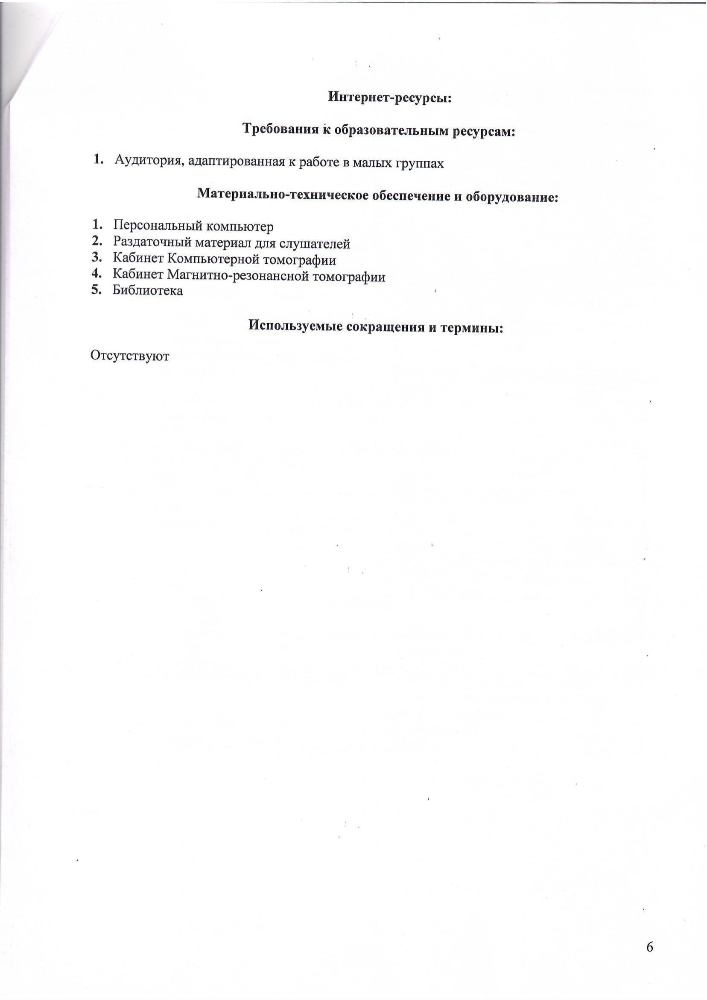 Интернет-ресурсы:
Требования к образовательным ресурсам:
1. Аудитория, адаптированная к работе в малых группах
Материально-техническое обеспечение и оборудование:
1. Персональный компьютер
2. Раздаточный материал для слушателей
3. Кабинет Компьютерной томографии
4. Кабинет Магнитно-резонансной томографии
5. Библиотека
Используемые сокращения и термины:
Отсутствуют
6